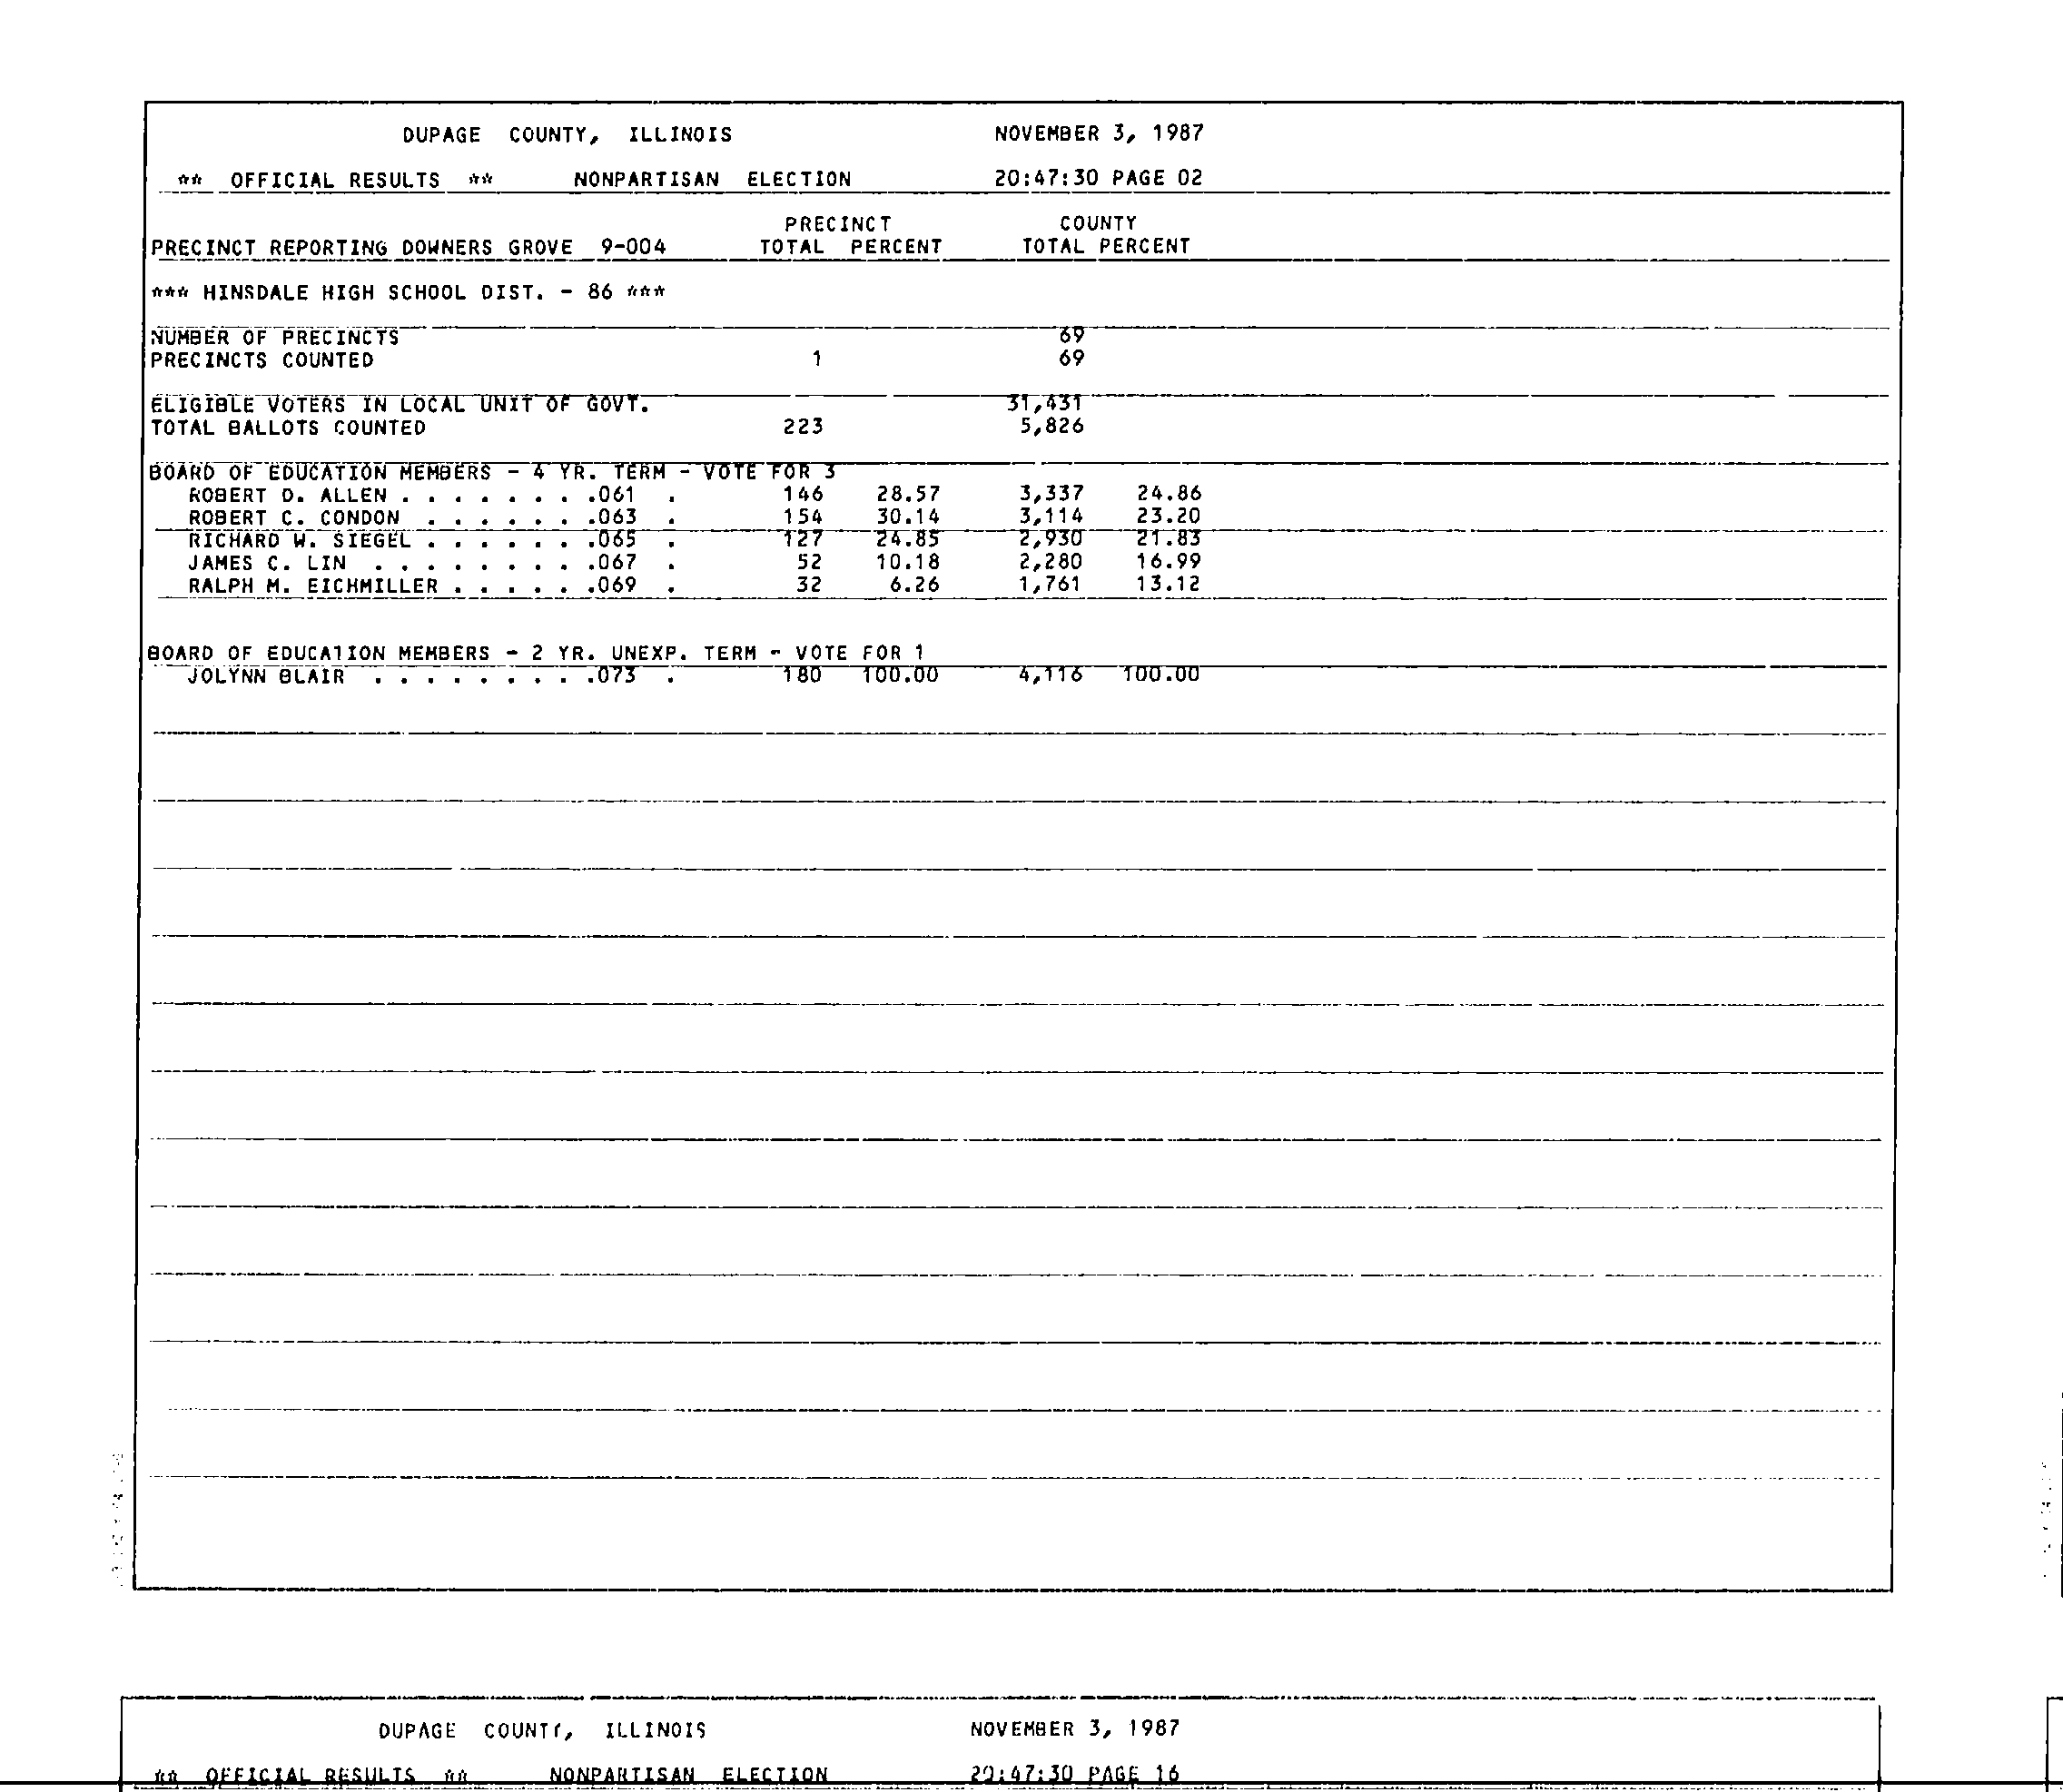 DUPAGE COUNTY, ILLINOIS NOVEMBER 3, 1987
** OFFICIAL RESULTS ** NONPARTISAN ELECTION 20:47:30 PAGE 02
PRECINCT COUNTY
PRECINCT REPORTING DOWNERS GROVE 9-004 TOTAL PERCENT TOTAL PERCENT
*** HINSDALE HIGH SCHOOL DIST. - 86 ***
NUMBER OF PRECINCTS 69
PRECINCTS COUNTED 1 69
ELIGIBLE VOTERS IN LOCAL UNIT OF GOVT. 31,431
TOTAL BALLOTS COUNTED 223 5,826
BOARD OF EDUCATION MEMBERS - 4 YR. TERM - VOTE FOR 3
ROBERT D. ALLEN . . . . . . . .061 . 146 28.57 3,337 24.86
ROBERT C. CONDON . . . . . . .063 . 154 30.14 3,114 23.20
RICHARD W. SIEGEL . . . . . . .065 . 127 24.85 2,930 21.83
JAMES C. LIN . . . . . . . . .067 . 52 10.18 2,280 16.99
RALPH M. EICHMILLER . . . . . .069 . 32 6.26 1,761 13.12
BOARD OF EDUCATION MEMBERS - 2 YR. UNEXP. TERM - VOTE FOR 1
JOLYNN BLAIR . . . . . . . . .073 . 180 100.00 4,116 100.00
DUPAGE COUNTY, ILLINOIS NOVEMBER 3, 1987
** OFFICIAL RESULTS ** NONPARTISAN ELECTION 20:47:30 PAGE 16